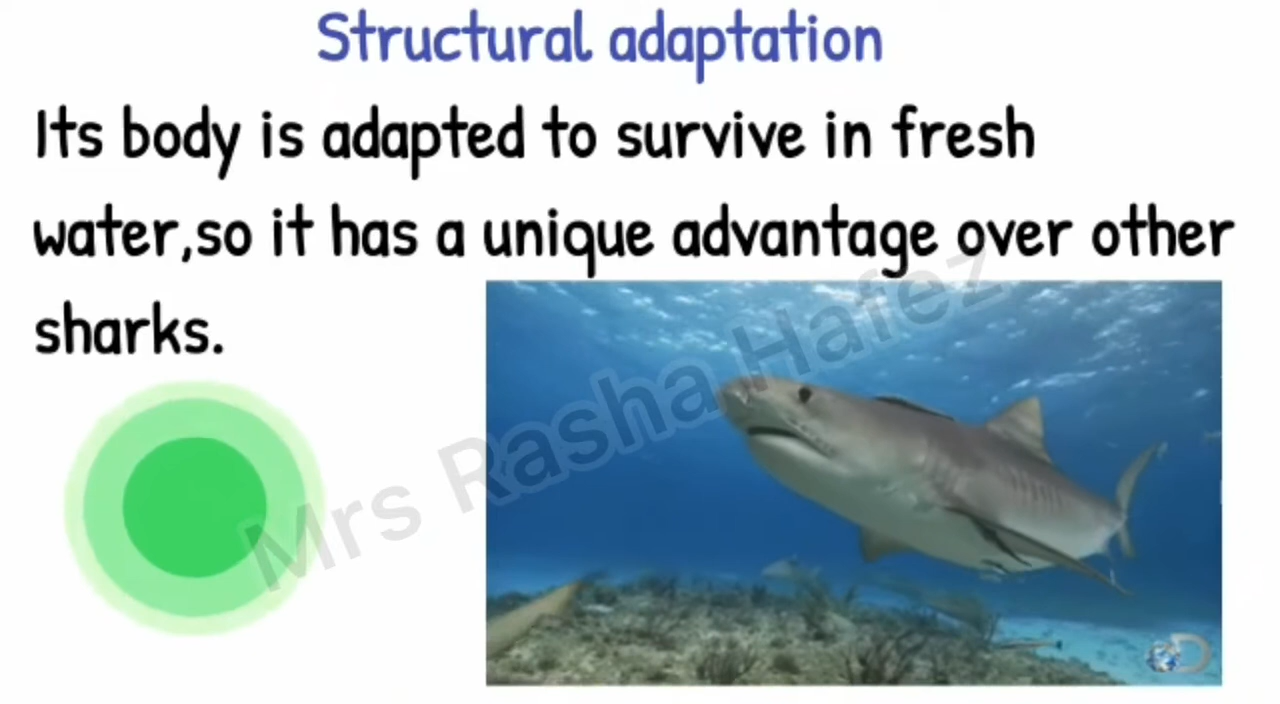 Structural adaptation
Its body is adapted to survive in fresh
water,so it has a unique advantage over other
sharks.
Mrs Rasha Hafez